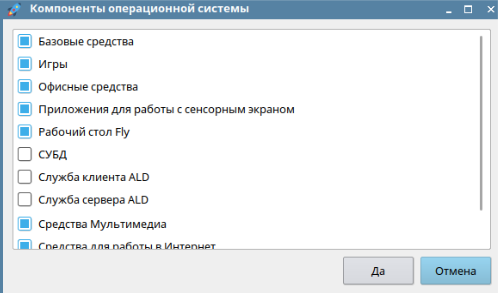 Компоненты операционной системы
Базовые средства
Игры
Офисные средства
Приложения для работы с сенсорным экраном
Рабочий стол Fly
СУБД
Служба клиента ALD
Служба сервера ALD
Средства Мультимедиа
Средства для работы в Интернет
Да
Отмена